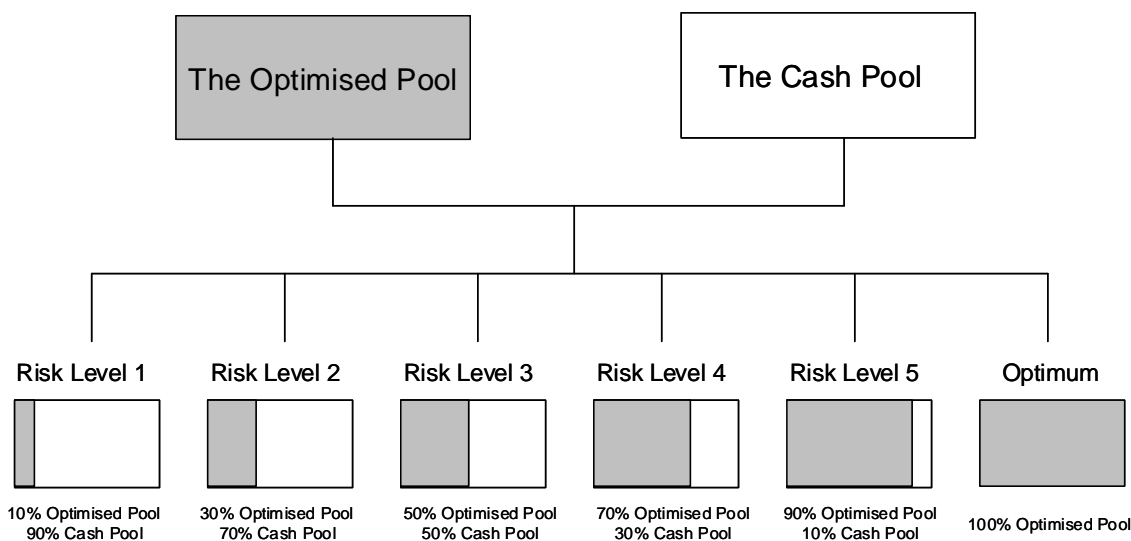 The Optimised Pool
The Cash Pool
Risk Level 1
Risk Level 2
Risk Level 3
Risk Level 4
Risk Level 5
Optimum
10% Optimised Pool
90% Cash Pool
30% Optimised Pool
70% Cash Pool
50% Optimised Pool
50% Cash Pool
70% Optimised Pool
30% Cash Pool
90% Optimised Pool
10% Cash Pool
100% Optimised Pool